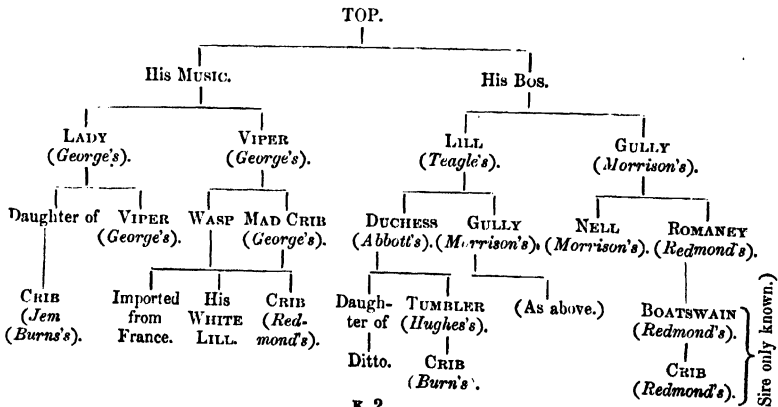 TOP.
His MUSIC. His BOS.
LADY VIPER LILL GULLY
(George's). (George's). (Teagle's). (Morrison's).
Daughter of VIPER WASP MAD CRIB DUCHESS GULLY NELL ROMANEY
(George's). (George's). (Abbott's). (Morrison's). (Morrison's). (Redmond's).
CRIB Imported His CRIB Daugh- TUMBLER (As above.) BOATSWAIN
(Jem from WHITE (Red- ter of (Hughes's). (Redmond's).
(Burns's). France. LILL. mond's). Ditto. CRIB CRIB
(Burn's). (Redmond's).
Sire only known.)
K 2